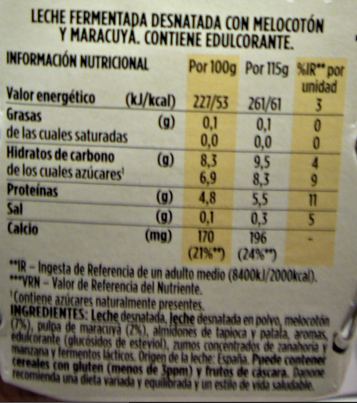 LECHE FERMENTADA DESNATADA CON MELOCOTÓN
Y MARACUYÁ. CONTIENE EDULCORANTE.
INFORMACIÓN NUTRICIONAL Por 100g Por 115g %IR** por unidad
Valor energético (kJ/kcal) 227/53 261/61 3
Grasas (g) 0,1 0,1 0
de las cuales saturadas 0,0 0,0 0
Hidratos de carbono (g) 8,3 9,5 4
de los cuales azúcares¹ 6,9 8,3 9
Proteínas (g) 4,8 5,5 11
Sal (g) 0,1 0,3 5
Calcio (mg) 170 196 -
(21%**) (24%**)
**IR – Ingesta de Referencia de un adulto medio (8400kJ/2000kcal).
***VRN – Valor de Referencia del Nutriente.
¹Contiene azúcares naturalmente presentes.
INGREDIENTES: Leche desnatada, leche desnatada en polvo, melocotón
(7%), pulpa de maracuyá (2%), almidones de tapioca y patata, aromas,
edulcorante (glucósidos de esteviol), zumos concentrados de zanahoria y
manzana y fermentos lácticos. Origen de la leche: España. Puede contener
cereales con gluten (menos de 3ppm) y frutos de cáscara. Danone
recomienda una dieta variada y equilibrada y un estilo de vida saludable.